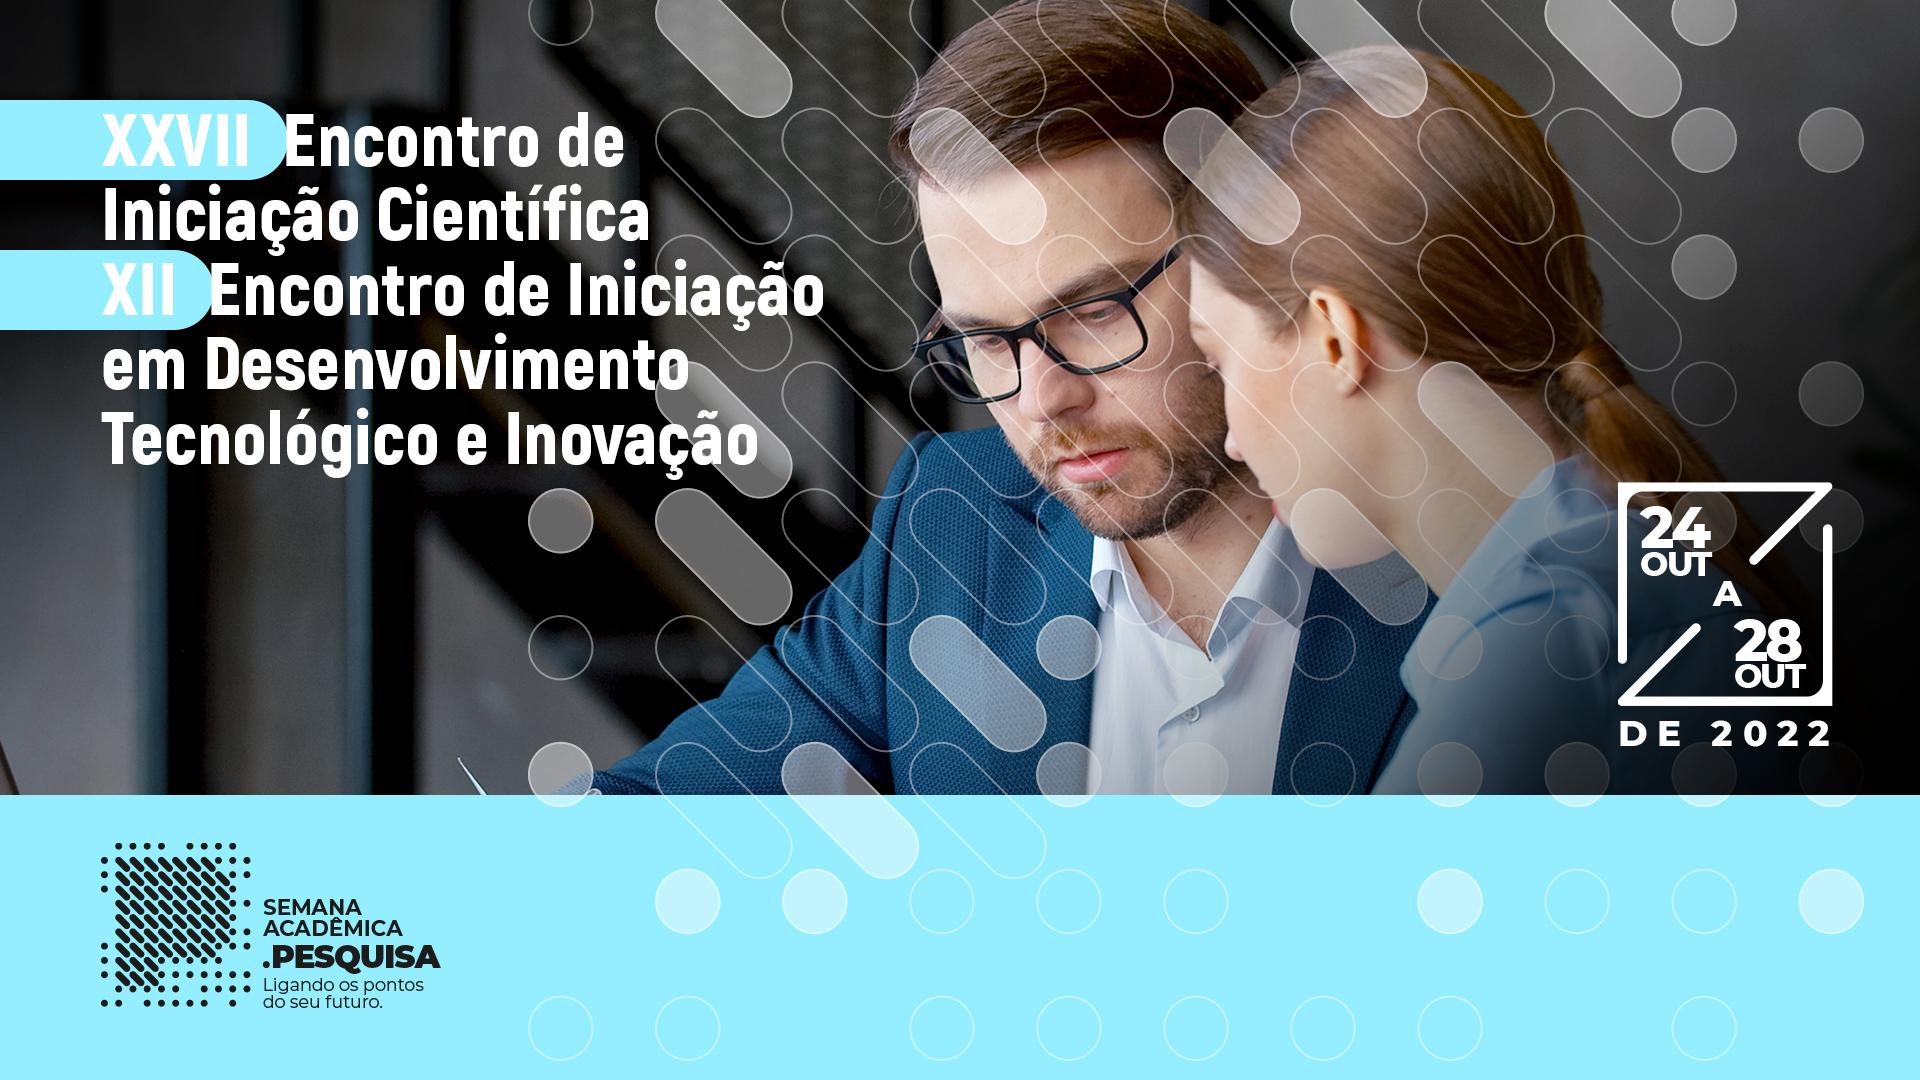 XXVII Encontro de
Iniciação Científica
XII Encontro de Iniciação
em Desenvolvimento
Tecnológico e Inovação
24
OUT
A
28
OUT
DE 2022
SEMANA
ACADÊMICA
.PESQUISA
Ligando os pontos
do seu futuro.